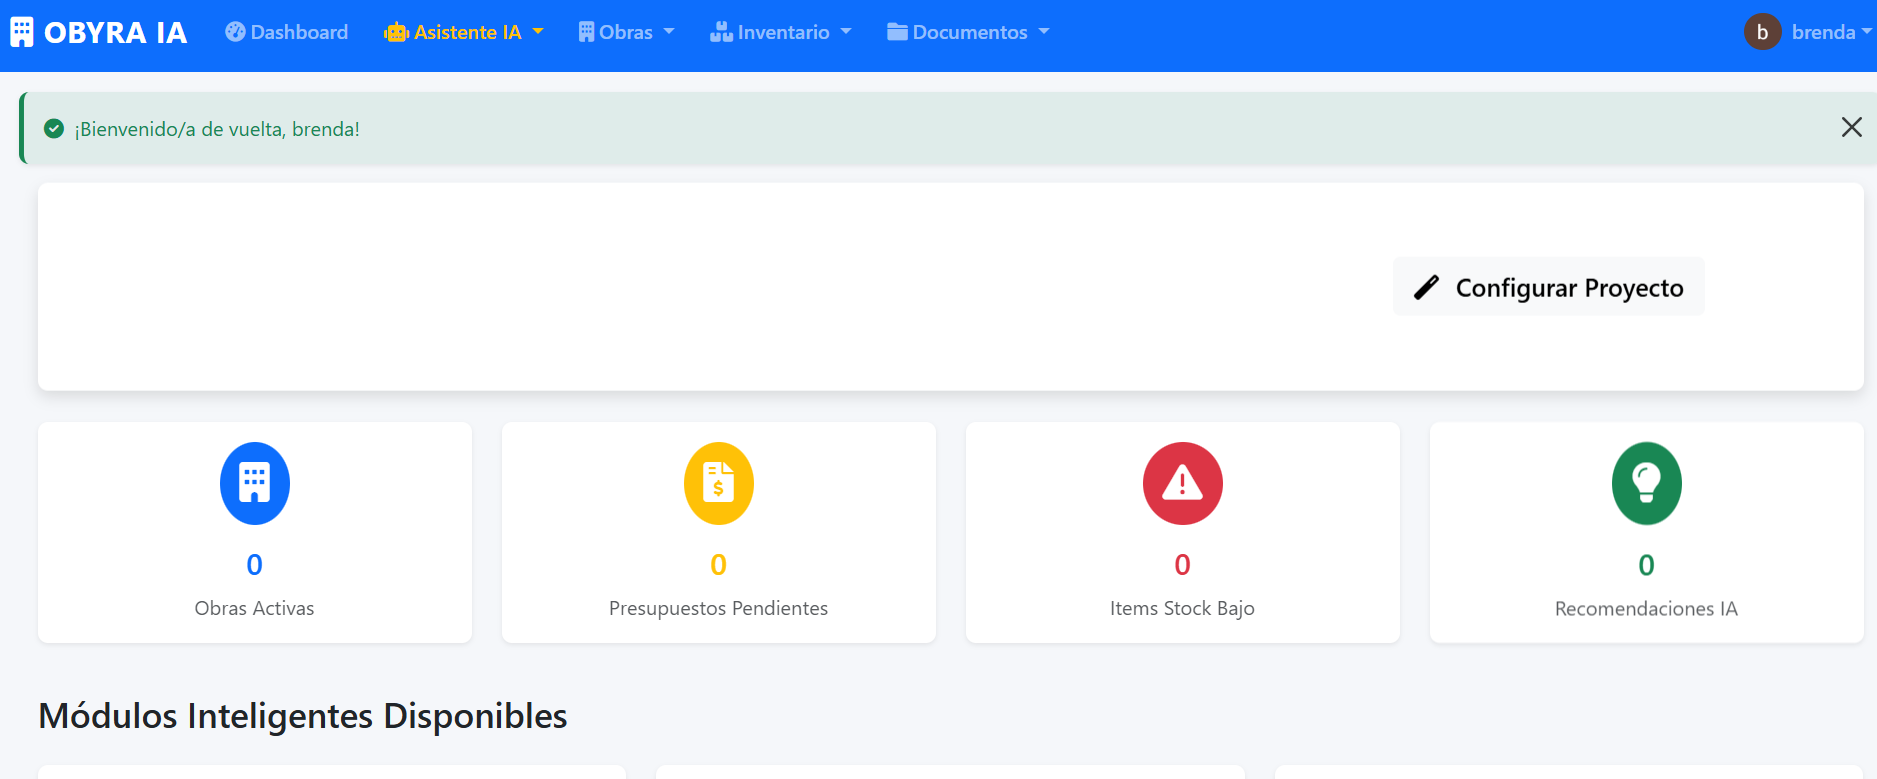 OBYRA IA
Dashboard
Asistente IA
Obras
Inventario
Documentos
b
brenda
¡Bienvenido/a de vuelta, brenda!
Configurar Proyecto
0
Obras Activas
$
0
Presupuestos Pendientes
0
Items Stock Bajo
0
Recomendaciones IA
Módulos Inteligentes Disponibles